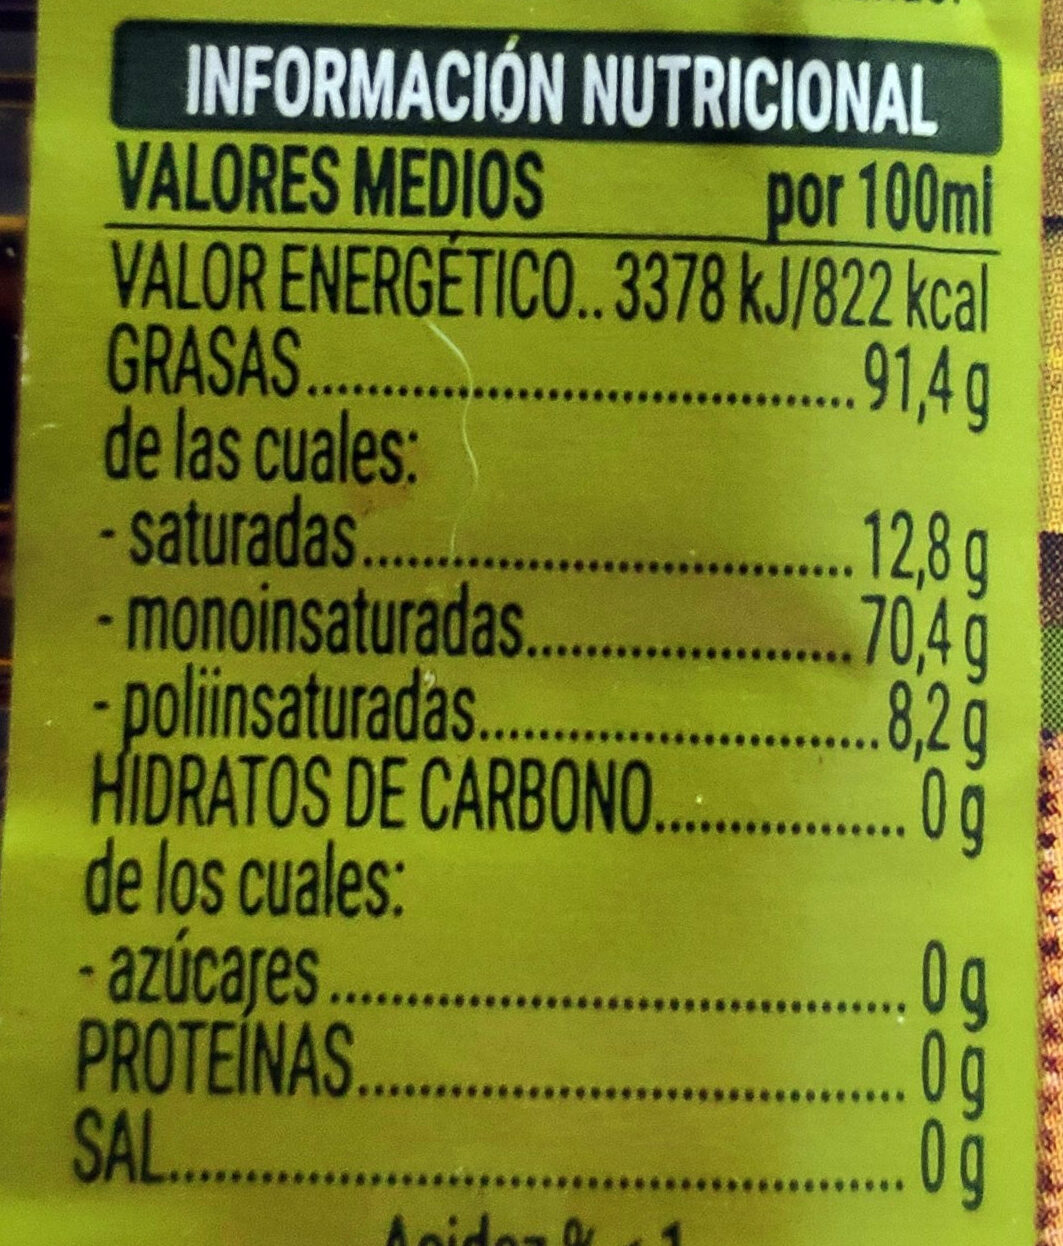 INFORMACIÓN NUTRICIONAL
VALORES MEDIOS por 100ml
VALOR ENERGÉTICO.. 3378 kJ/822 kcal
GRASAS.......................................... 91,4 g
de las cuales:
- saturadas...................................... 12,8 g
- monoinsaturadas......................... 70,4 g
- poliinsaturadas.............................. 8,2 g
HIDRATOS DE CARBONO................. 0 g
de los cuales:
- azúcares......................................... 0 g
PROTEÍNAS....................................... 0 g
SAL.................................................... 0 g